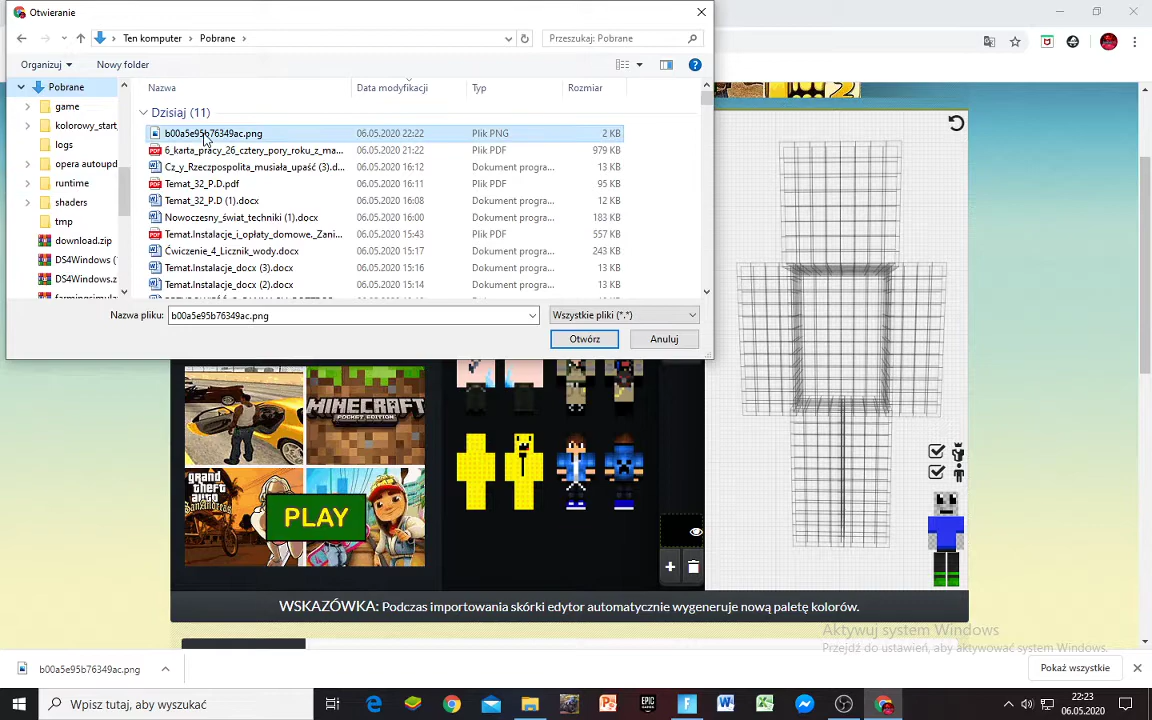 Otwieranie
Ten komputer > Pobrane >
Przeszukaj: Pobrane
Organizuj
Nowy folder
Pobrane
game
kolorowy_start_
logs
opera autoupd
runtime
shaders
tmp
download.zip
DS4Windows (
DS4Windows.z
Nazwa
Data modyfikacji
Typ
Rozmiar
Dzisiaj (11)
b00a5e95b76349ac.png 06.05.2020 22:22 Plik PNG 2 KB
6_karta_pracy_26_cztery_pory_roku_z_ma... 06.05.2020 21:22 Plik PDF 979 KB
Cz_y_Rzeczpospolita_musiała_upaść (3).d... 06.05.2020 16:12 Dokument progra... 13 KB
Temat_32_P.D.pdf 06.05.2020 16:11 Plik PDF 95 KB
Temat_32_P.D (1).docx 06.05.2020 16:08 Dokument progra... 12 KB
Nowoczesny_świat_techniki (1).docx 06.05.2020 16:00 Dokument progra... 183 KB
Temat.Instalacje_i_opłaty_domowe._Zani... 06.05.2020 15:43 Plik PDF 557 KB
Ćwiczenie_4_Licznik_wody.docx 06.05.2020 15:17 Dokument progra... 243 KB
Temat.Instalacje_docx (3).docx 06.05.2020 15:16 Dokument progra... 13 KB
Temat.Instalacje_docx (2).docx 06.05.2020 15:14 Dokument progra... 13 KB
Nazwa pliku: b00a5e95b76349ac.png
Wszystkie pliki (*.*)
Otwórz
Anuluj
MINECRAFT
POCKET EDITION
grand theft auto
PLAY
WSKAZÓWKA: Podczas importowania skórki edytor automatycznie wygeneruje nową paletę kolorów.
Aktywuj system Windows
Przejdź do ustawień, aby aktywować system Windows.
b00a5e95b76349ac.png
Pokaż wszystkie
Wpisz tutaj, aby wyszukać
22:23
06.05.2020